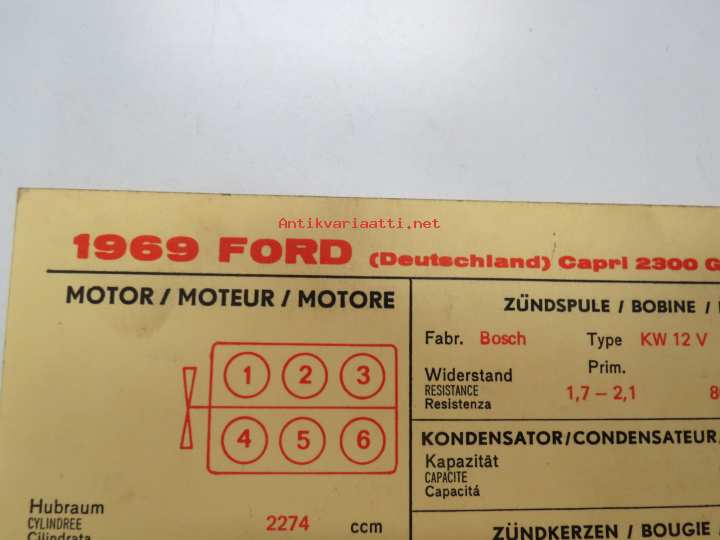 Antikvariaatti.net
1969 FORD (Deutschland) Capri 2300 G
MOTOR / MOTEUR / MOTORE
1 2 3
4 5 6
Hubraum
CYLINDREE
Cilindrata
2274 ccm
ZÜNDSPULE / BOBINE /
Fabr. Bosch Type KW 12 V
Prim.
Widerstand
RESISTANCE 1,7 – 2,1
Resistenza
KONDENSATOR/CONDENSATEUR
Kapazität
CAPACITE
Capacitá
ZÜNDKERZEN / BOUGIE